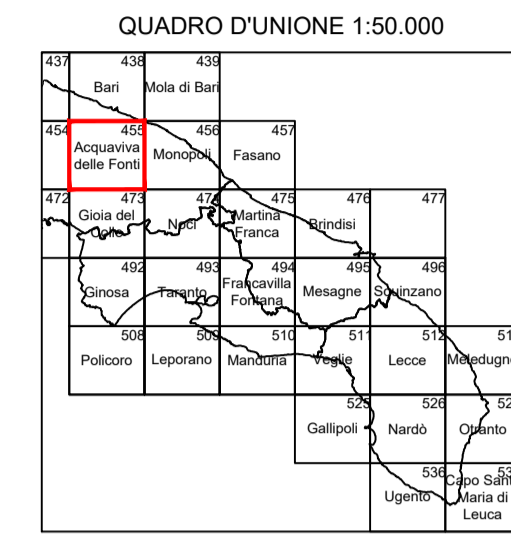 QUADRO D'UNIONE 1:50.000
437 438 439
Bari Mola di Bari
454 455 456 457
Acquaviva
delle Fonti
Monopoli Fasano
472 473 474 475 476 477
Gioia del
Colle
Noci
Martina
Franca
Brindisi
492 493 494 495 496
Ginosa Taranto
Francavilla
Fontana
Mesagne Squinzano
508 509 510 511 512
Policoro Leporano Manduria Veglie Lecce
525 526
Gallipoli Nardò Otranto
536
Ugento
Maria di
Leuca